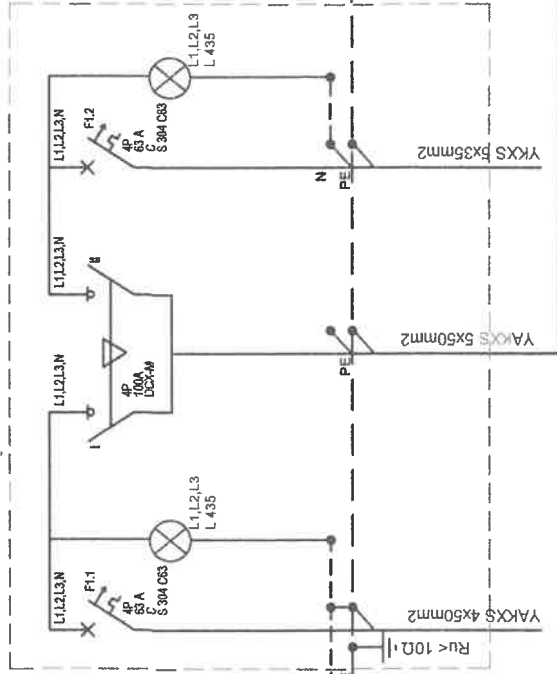 L1,L2,L3,N
F1.1
4P
63 A
C
S 304 C63
L1,L2,L3
L 435
L1,L2,L3,N
I
4P
100A
DCX-M
II
L1,L2,L3,N
L1,L2,L3,N
F1.2
4P
63 A
C
S 304 C63
L1,L2,L3
L 435
N
PE
PE
Ru< 10Ω
YAKXS 4x50mm2
YAKXS 5x50mm2
YKXS 5x35mm2